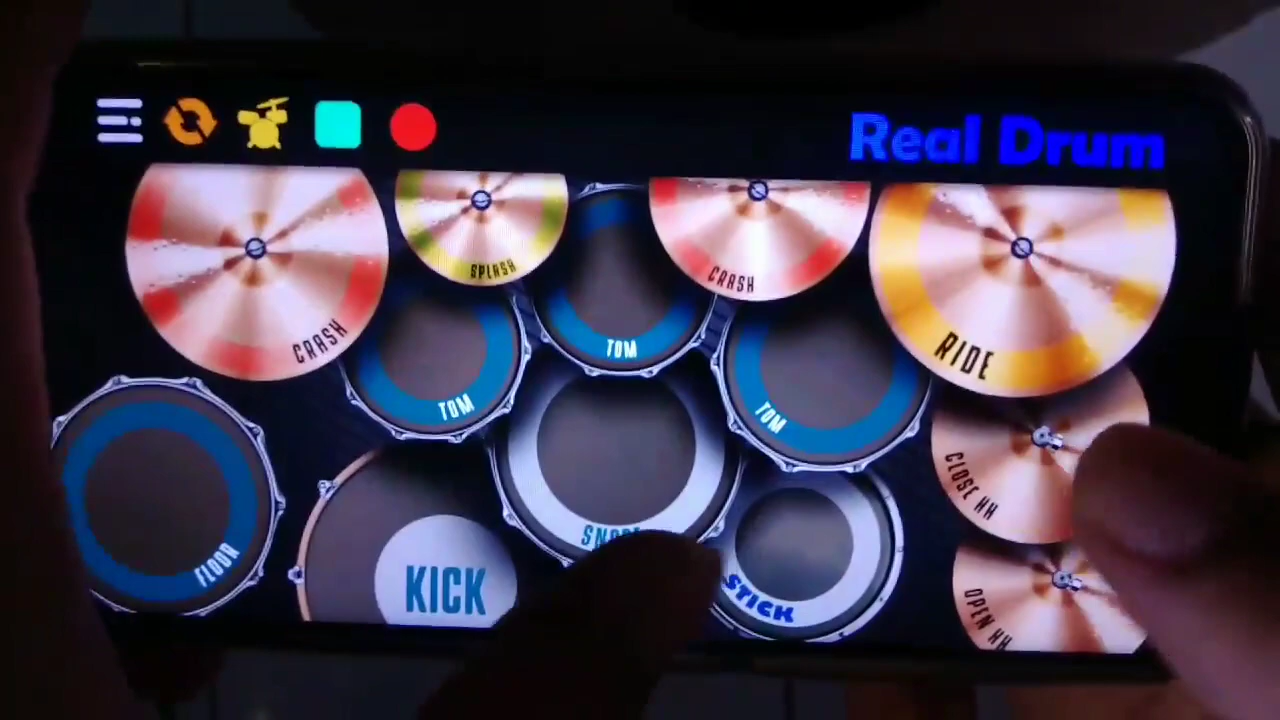 Real Drum
SPLASH
CRASH
CRASH
RIDE
TOM
TOM
TOM
CLOSE HH
FLOOR
KICK
STICK
OPEN HH